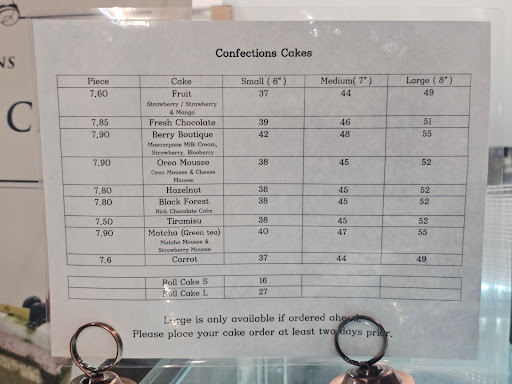 NS
C
Confections Cakes
Piece Cake Small ( 6") Medium( 7") Large ( 8")
7,60 Fruit 37 44 49
Strawberry / Strawberry
& Mango
7,85 Fresh Chocolate 39 46 51
7,90 Berry Boutique 42 48 55
Mascarpone Milk Cream,
Strawberry, Blueberry
7,90 Oreo Mousse 38 45 52
Oreo Mousse & Cheese
Mousse
7,80 Hazelnut 38 45 52
7,80 Black Forest 38 45 52
Rich Chocolate Cake
7,50 Tiramisu 38 45 52
7,90 Matcha (Green tea) 40 47 55
Matcha Mousse &
Strawberry Mousse
7.6 Carrot 37 44 49
Roll Cake S 16
Roll Cake L 27
Large is only available if ordered ahead.
Please place your cake order at least two days prior.